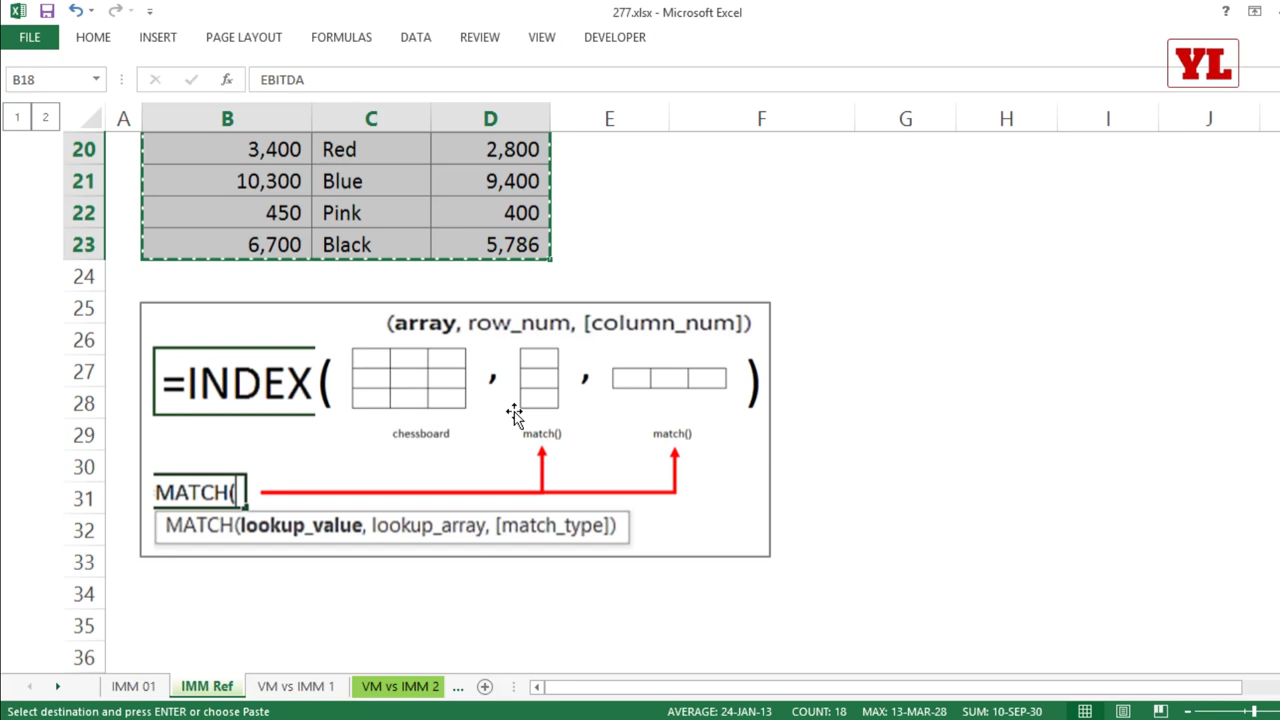 277.xlsx - Microsoft Excel
?
FILE HOME INSERT PAGE LAYOUT FORMULAS DATA REVIEW VIEW DEVELOPER
YL
B18 fx EBITDA
1 2
A B C D E F G H I J
20 3,400 Red 2,800
21 10,300 Blue 9,400
22 450 Pink 400
23 6,700 Black 5,786
24
25
(array, row_num, [column_num])
26
27
=INDEX( , , )
28
29
chessboard match() match()
30
31
MATCH(
32
MATCH(lookup_value, lookup_array, [match_type])
33
34
35
36
IMM 01 IMM Ref VM vs IMM 1 VM vs IMM 2 ...
Select destination and press ENTER or choose Paste AVERAGE: 24-JAN-13 COUNT: 18 MAX: 13-MAR-28 SUM: 10-SEP-30